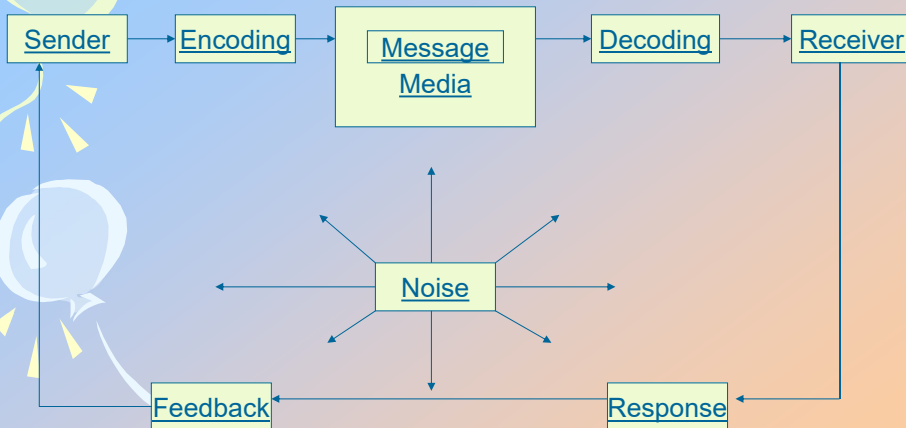 Sender
Encoding
Message
Media
Decoding
Receiver
Noise
Feedback
Response